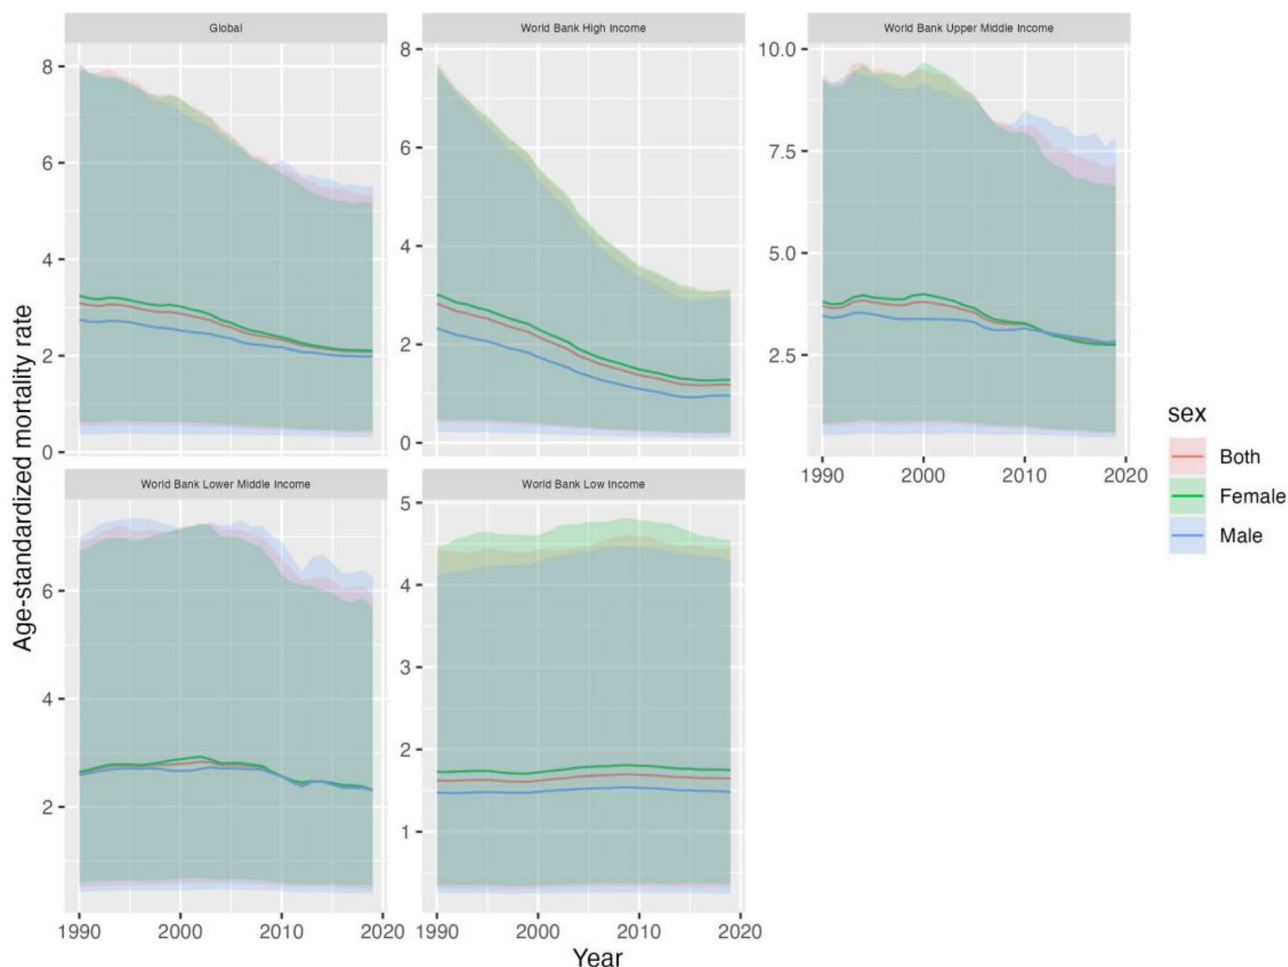 Global
World Bank High Income
World Bank Upper Middle Income
8
6
4
2
0
8
6
4
2
0
10.0
7.5
5.0
2.5
1990 2000 2010 2020
Age-standardized mortality rate
sex
Both
Female
Male
World Bank Lower Middle Income
World Bank Low Income
6
4
2
5
4
3
2
1
1990 2000 2010 2020
1990 2000 2010 2020
Year